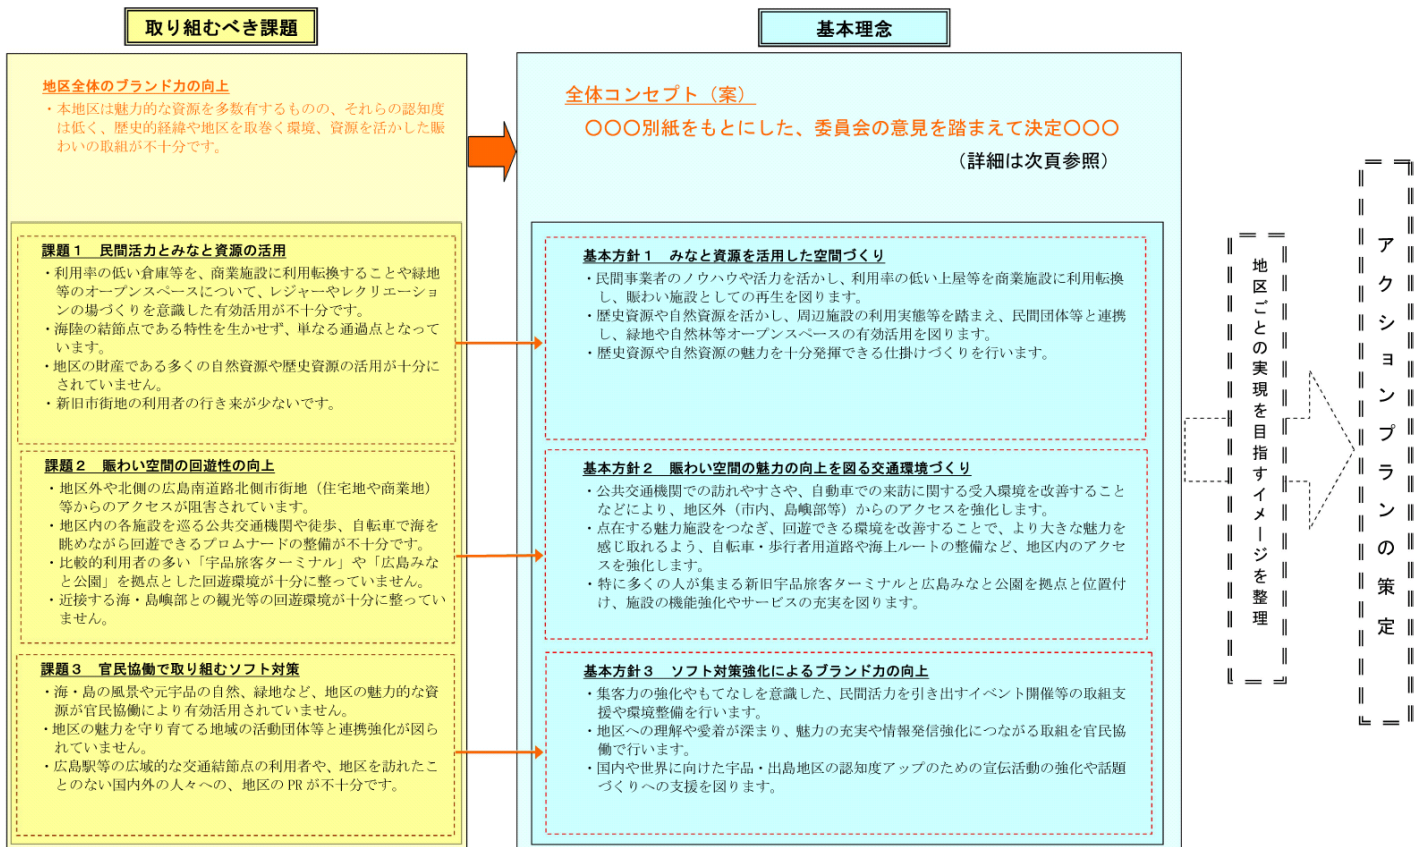 取り組むべき課題
地区全体のブランド力の向上
・本地区は魅力的な資源を多数有するものの、それらの認知度
は低く、歴史的経緯や地区を取巻く環境、資源を活かした賑
わいの取組が不十分です。
課題１　民間活力とみなと資源の活用
・利用率の低い倉庫等を、商業施設に利用転換することや緑地
等のオープンスペースについて、レジャーやレクリエーショ
ンの場づくりを意識した有効活用が不十分です。
・海陸の結節点である特性を生かせず、単なる通過点となって
います。
・地区の財産である多くの自然資源や歴史資源の活用が十分に
されていません。
・新旧市街地の利用者の行き来が少ないです。
課題２　賑わい空間の回遊性の向上
・地区外や北側の広島南道路北側市街地（住宅地や商業地）
等からのアクセスが阻害されています。
・地区内の各施設を巡る公共交通機関や徒歩、自転車で海を
眺めながら回遊できるプロムナードの整備が不十分です。
・比較的利用者の多い「宇品旅客ターミナル」や「広島みな
と公園」を拠点とした回遊環境が十分に整っていません。
・近接する海・島嶼部との観光等の回遊環境が十分に整ってい
ません。
課題３　官民協働で取り組むソフト対策
・海・島の風景や元宇品の自然、緑地など、地区の魅力的な資
源が官民協働により有効活用されていません。
・地区の魅力を守り育てる地域の活動団体等と連携強化が図ら
れていません。
・広島駅等の広域的な交通結節点の利用者や、地区を訪れたこ
とのない国内外の人々への、地区の PR が不十分です。
基本理念
全体コンセプト（案）
〇〇〇別紙をもとにした、委員会の意見を踏まえて決定〇〇〇
（詳細は次頁参照）
基本方針１　みなと資源を活用した空間づくり
・民間事業者のノウハウや活力を活かし、利用率の低い上屋等を商業施設に利用転換
し、賑わい施設としての再生を図ります。
・歴史資源や自然資源を活かし、周辺施設の利用実態等を踏まえ、民間団体等と連携
し、緑地や自然林等オープンスペースの有効活用を図ります。
・歴史資源や自然資源の魅力を十分発揮できる仕掛けづくりを行います。
基本方針２　賑わい空間の魅力の向上を図る交通環境づくり
・公共交通機関での訪れやすさや、自動車での来訪に関する受入環境を改善すること
などにより、地区外（市内、島嶼部等）からのアクセスを強化します。
・点在する魅力施設をつなぎ、回遊できる環境を改善することで、より大きな魅力を
感じ取れるよう、自転車・歩行者用道路や海上ルートの整備など、地区内のアクセ
スを強化します。
・特に多くの人が集まる新旧宇品旅客ターミナルと広島みなと公園を拠点と位置付
け、施設の機能強化やサービスの充実を図ります。
基本方針３　ソフト対策強化によるブランド力の向上
・集客力の強化やもてなしを意識した、民間活力を引き出すイベント開催等の取組支
援や環境整備を行います。
・地区への理解や愛着が深まり、魅力の充実や情報発信強化につながる取組を官民協
働で行います。
・国内や世界に向けた宇品・出島地区の認知度アップのための宣伝活動の強化や話題
づくりへの支援を図ります。
地区ごとの実現を目指すイメージを整理
アクションプランの策定